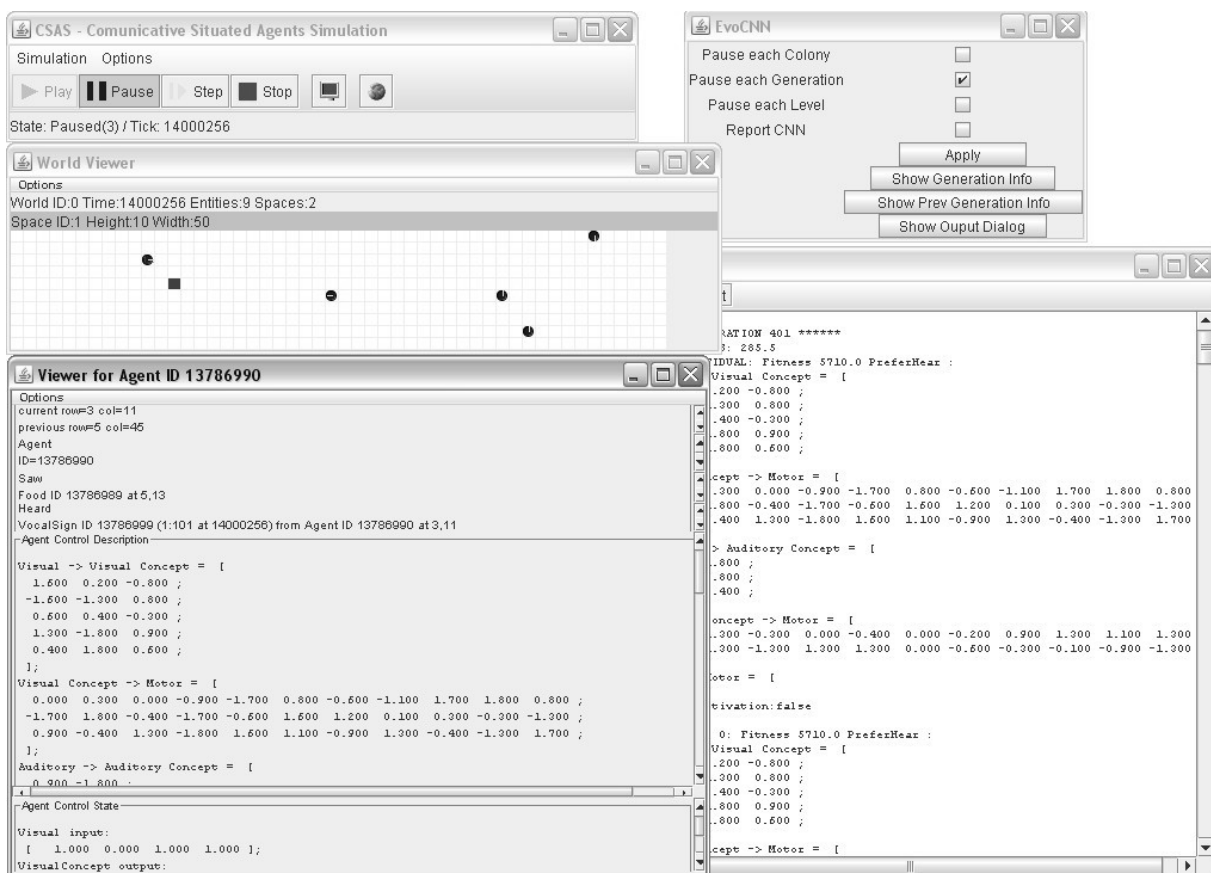 CSAS - Comunicative Situated Agents Simulation
Simulation Options
Play Pause Step Stop
State: Paused(3) / Tick: 14000256
EvoCNN
Pause each Colony
Pause each Generation
Pause each Level
Report CNN
Apply
Show Generation Info
Show Prev Generation Info
Show Ouput Dialog
World Viewer
Options
World ID:0 Time:14000256 Entities:9 Spaces:2
Space ID:1 Height:10 Width:50
Viewer for Agent ID 13786990
Options
current row=3 col=11
previous row=5 col=45
Agent
ID=13786990
Saw
Food ID 13786989 at 5,13
Heard
VocalSign ID 13786999 (1:101 at 14000256) from Agent ID 13786990 at 3,11
Agent Control Description
Visual -> Visual Concept = [
1.600 0.200 -0.800 ;
-1.600 -1.300 0.800 ;
0.600 0.400 -0.300 ;
1.300 -1.800 0.900 ;
0.400 1.800 0.600 ;
];
Visual Concept -> Motor = [
0.000 0.300 0.000 -0.900 -1.700 0.800 -0.600 -1.100 1.700 1.800 0.800 ;
-1.700 1.800 -0.400 -1.700 -0.600 1.600 1.200 0.100 0.300 -0.300 -1.300 ;
0.900 -0.400 1.300 -1.800 1.600 1.100 -0.900 1.300 -0.400 -1.300 1.700 ;
];
Auditory -> Auditory Concept = [
0.900 -1.800 ;
Agent Control State
Visual input:
[ 1.000 0.000 1.000 1.000 ];
VisualConcept output:
t
RATION 401 ******
S: 285.5
IDUAL: Fitness 5710.0 PreferHear :
Visual Concept = [
.200 -0.800 ;
.300 0.800 ;
.400 -0.300 ;
.800 0.900 ;
.800 0.600 ;
cept -> Motor = [
.300 0.000 -0.900 -1.700 0.800 -0.600 -1.100 1.700 1.800 0.800
.800 -0.400 -1.700 -0.600 1.600 1.200 0.100 0.300 -0.300 -1.300
.400 1.300 -1.800 1.600 1.100 -0.900 1.300 -0.400 -1.300 1.700
> Auditory Concept = [
.800 ;
.800 ;
.400 ;
oncept -> Motor = [
.300 -0.300 0.000 -0.400 0.000 -0.200 0.900 1.300 1.100 1.300
.300 -1.300 1.300 1.300 0.000 -0.600 -0.300 -0.100 -0.900 -1.300
otor = [
tivation:false
0: Fitness 5710.0 PreferHear :
Visual Concept = [
.200 -0.800 ;
.300 0.800 ;
.400 -0.300 ;
.800 0.900 ;
.800 0.600 ;
cept -> Motor = [